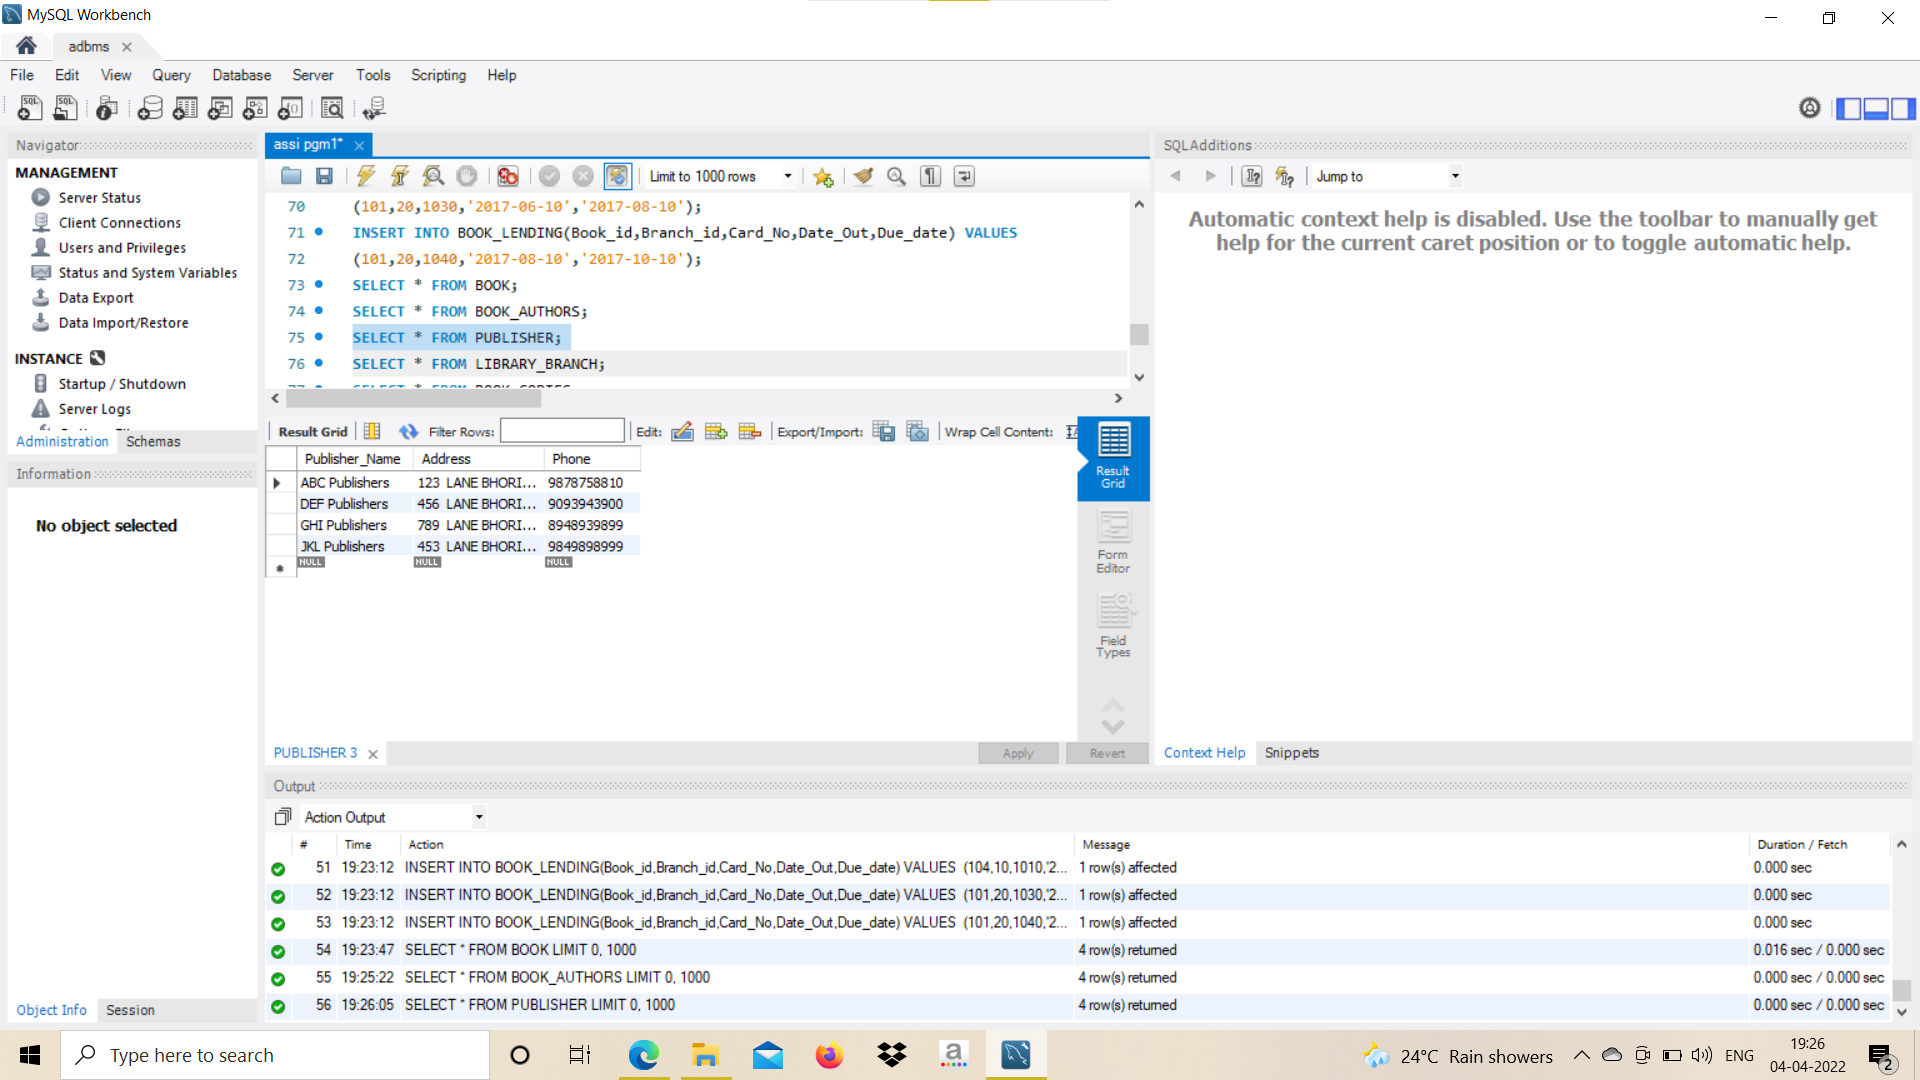 MySQL Workbench
adbms
File Edit View Query Database Server Tools Scripting Help
Navigator
MANAGEMENT
Server Status
Client Connections
Users and Privileges
Status and System Variables
Data Export
Data Import/Restore
INSTANCE
Startup / Shutdown
Server Logs
Administration Schemas
Information
No object selected
Object Info Session
assi pgm1*
Limit to 1000 rows
70 (101,20,1030,'2017-06-10','2017-08-10');
71 INSERT INTO BOOK_LENDING(Book_id,Branch_id,Card_No,Date_Out,Due_date) VALUES
72 (101,20,1040,'2017-08-10','2017-10-10');
73 SELECT * FROM BOOK;
74 SELECT * FROM BOOK_AUTHORS;
75 SELECT * FROM PUBLISHER;
76 SELECT * FROM LIBRARY_BRANCH;
Result Grid Filter Rows: Edit: Export/Import: Wrap Cell Content:
Publisher_Name Address Phone
ABC Publishers 123 LANE BHORI... 9878758810
DEF Publishers 456 LANE BHORI... 9093943900
GHI Publishers 789 LANE BHORI... 8948939899
JKL Publishers 453 LANE BHORI... 9849898999
NULL NULL NULL
Result
Grid
Form
Editor
Field
Types
PUBLISHER 3
Apply Revert
SQLAdditions
Jump to
Automatic context help is disabled. Use the toolbar to manually get
help for the current caret position or to toggle automatic help.
Context Help Snippets
Output
Action Output
# Time Action Message Duration / Fetch
51 19:23:12 INSERT INTO BOOK_LENDING(Book_id,Branch_id,Card_No,Date_Out,Due_date) VALUES (104,10,1010,'2... 1 row(s) affected 0.000 sec
52 19:23:12 INSERT INTO BOOK_LENDING(Book_id,Branch_id,Card_No,Date_Out,Due_date) VALUES (101,20,1030,'2... 1 row(s) affected 0.000 sec
53 19:23:12 INSERT INTO BOOK_LENDING(Book_id,Branch_id,Card_No,Date_Out,Due_date) VALUES (101,20,1040,'2... 1 row(s) affected 0.000 sec
54 19:23:47 SELECT * FROM BOOK LIMIT 0, 1000 4 row(s) returned 0.016 sec / 0.000 sec
55 19:25:22 SELECT * FROM BOOK_AUTHORS LIMIT 0, 1000 4 row(s) returned 0.000 sec / 0.000 sec
56 19:26:05 SELECT * FROM PUBLISHER LIMIT 0, 1000 4 row(s) returned 0.000 sec / 0.000 sec
Type here to search
24°C Rain showers
ENG
19:26
04-04-2022
2